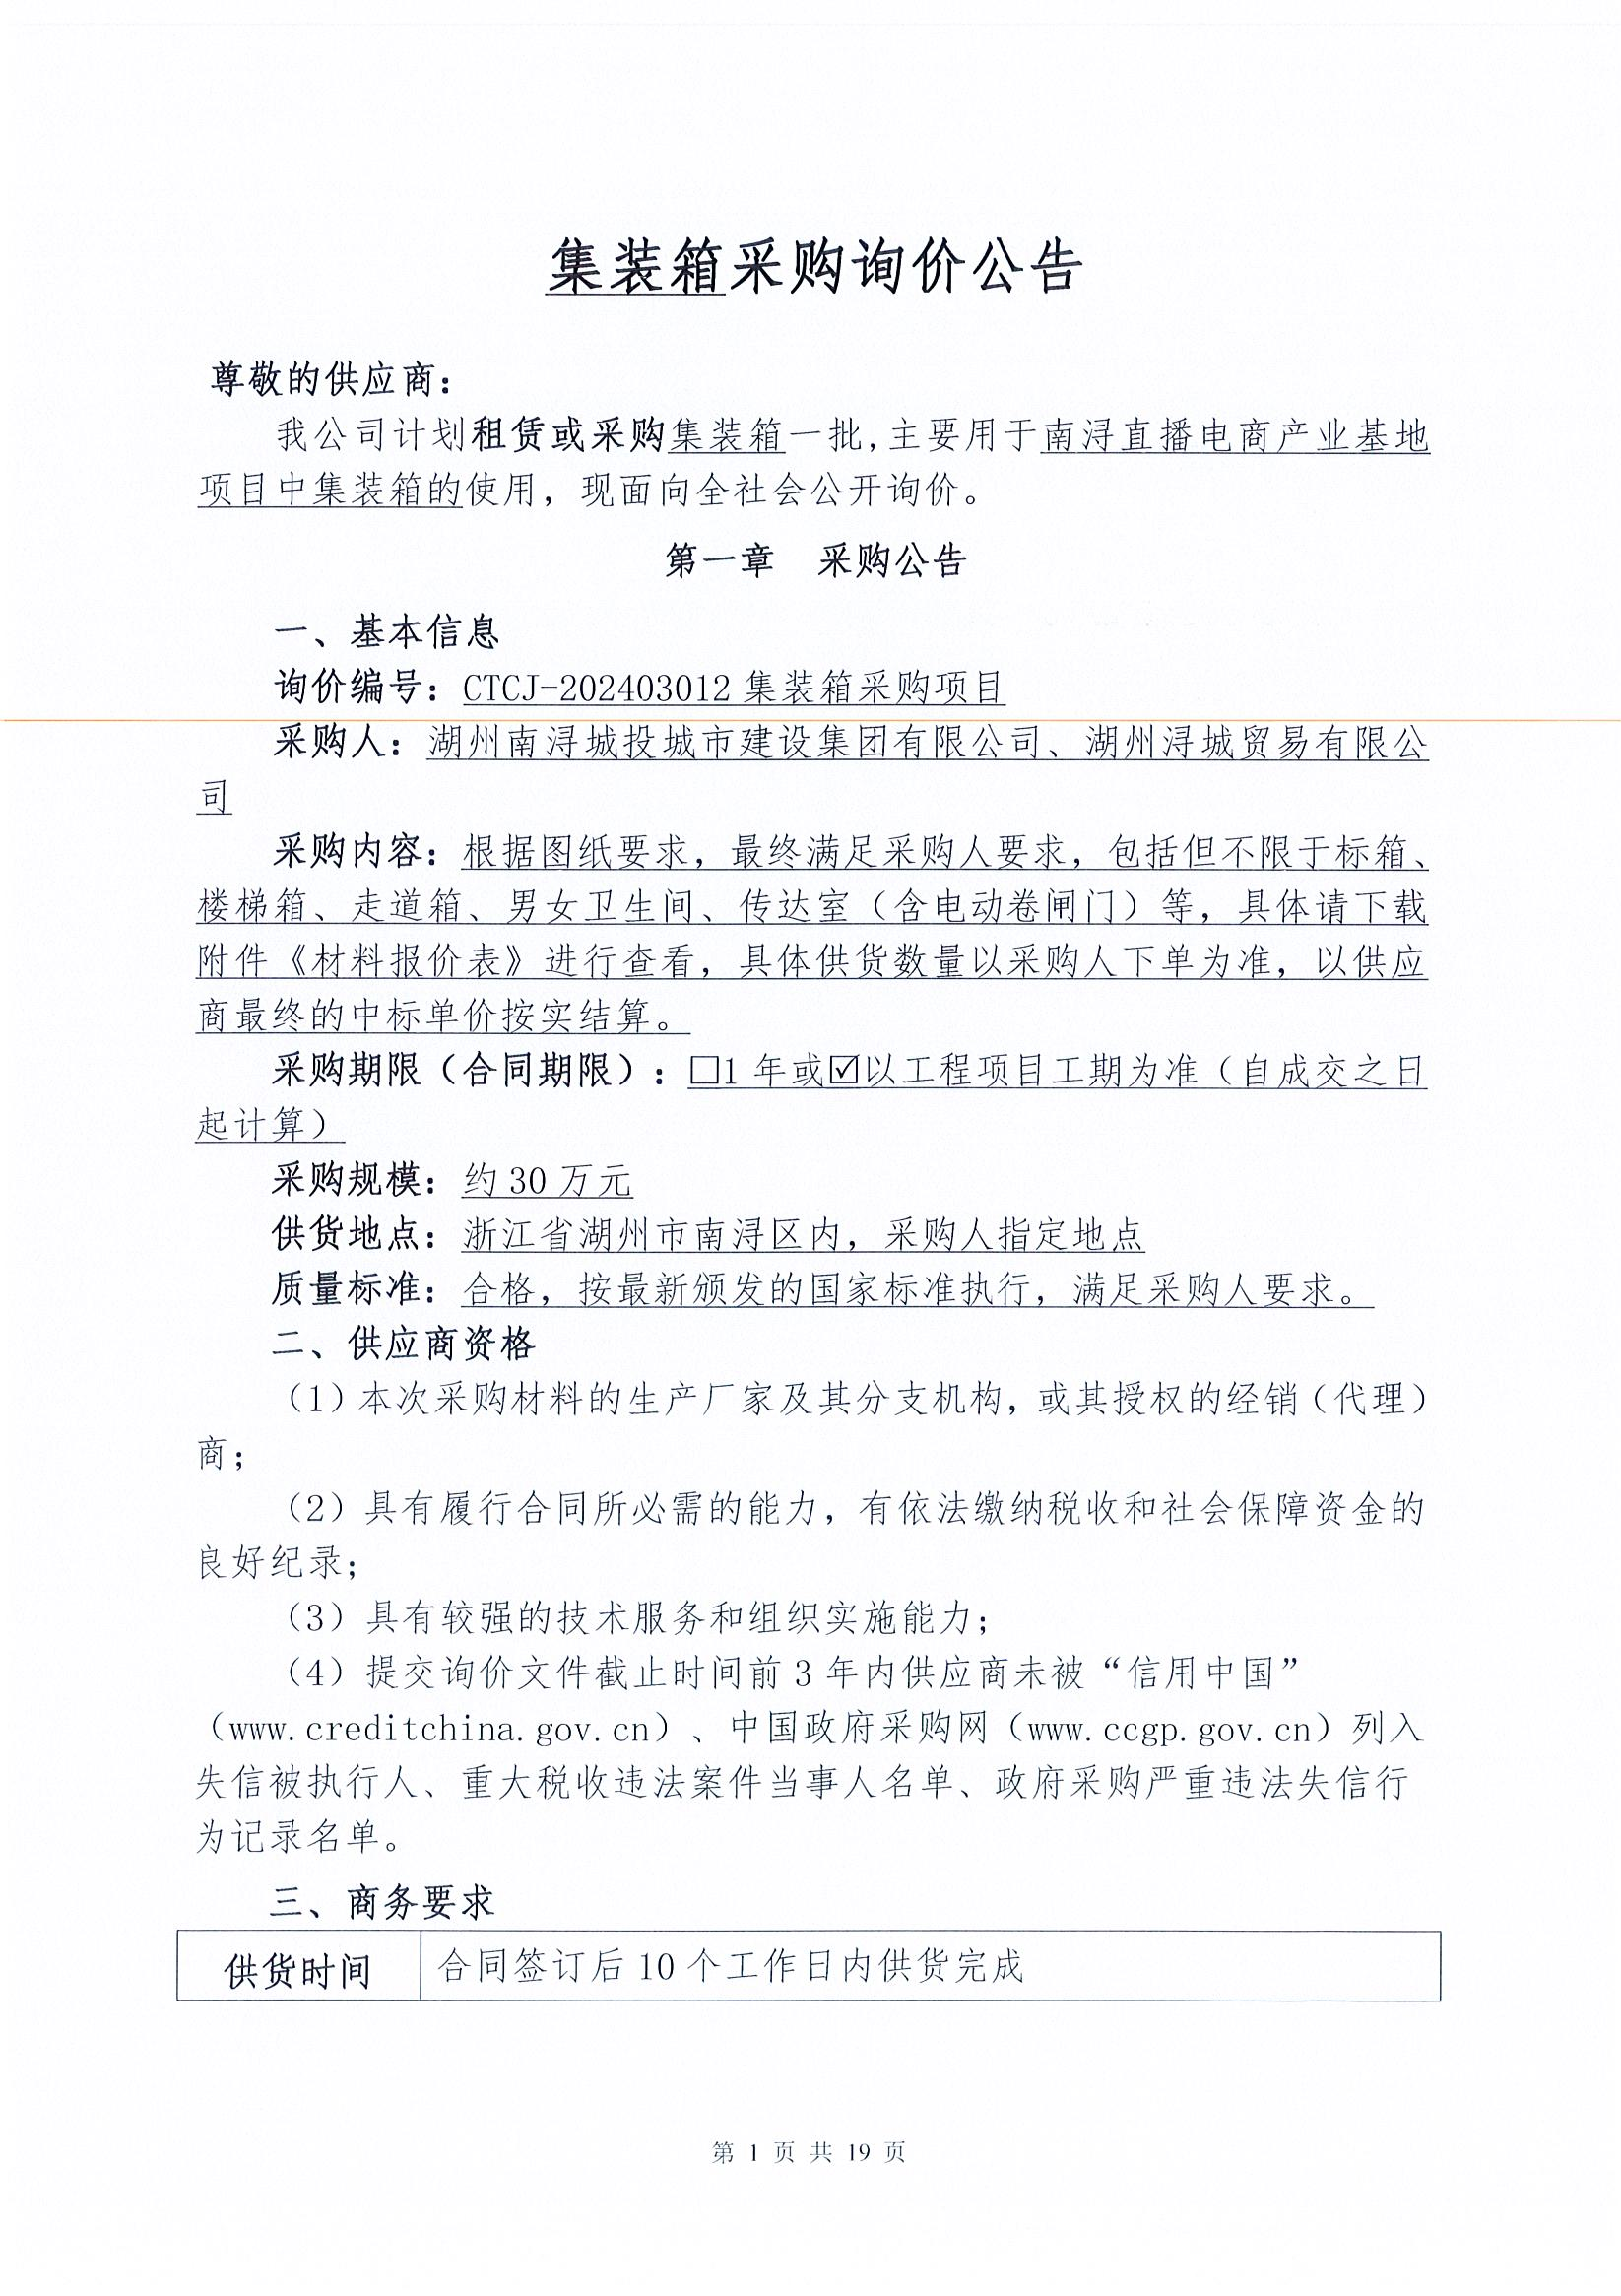 集装箱采购询价公告
尊敬的供应商：
我公司计划租赁或采购集装箱一批,主要用于南浔直播电商产业基地
项目中集装箱的使用，现面向全社会公开询价。
第一章　采购公告
一、基本信息
询价编号：CTCJ-202403012集装箱采购项目
采购人：湖州南浔城投城市建设集团有限公司、湖州浔城贸易有限公
司
采购内容：根据图纸要求，最终满足采购人要求，包括但不限于标箱、
楼梯箱、走道箱、男女卫生间、传达室（含电动卷闸门）等，具体请下载
附件《材料报价表》进行查看，具体供货数量以采购人下单为准，以供应
商最终的中标单价按实结算。
采购期限（合同期限）：☐1 年或☑以工程项目工期为准（自成交之日
起计算）
采购规模：约 30 万元
供货地点：浙江省湖州市南浔区内，采购人指定地点
质量标准：合格，按最新颁发的国家标准执行，满足采购人要求。
二、供应商资格
（1）本次采购材料的生产厂家及其分支机构，或其授权的经销（代理）
商；
（2）具有履行合同所必需的能力，有依法缴纳税收和社会保障资金的
良好纪录；
（3）具有较强的技术服务和组织实施能力；
（4）提交询价文件截止时间前 3 年内供应商未被“信用中国”
（www.creditchina.gov.cn）、中国政府采购网（www.ccgp.gov.cn）列入
失信被执行人、重大税收违法案件当事人名单、政府采购严重违法失信行
为记录名单。
三、商务要求
供货时间 合同签订后 10 个工作日内供货完成
第 1 页 共 19 页